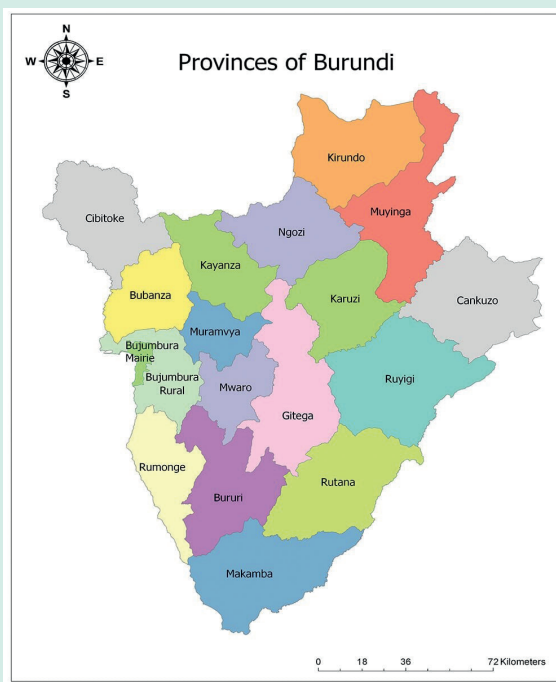 N
W E
S
Provinces of Burundi
Kirundo
Cibitoke
Muyinga
Ngozi
Kayanza
Bubanza
Karuzi
Cankuzo
Muramvya
Bujumbura
Mairie
Bujumbura
Rural
Mwaro
Ruyigi
Gitega
Rumonge
Rutana
Bururi
Makamba
0 18 36 72 Kilometers